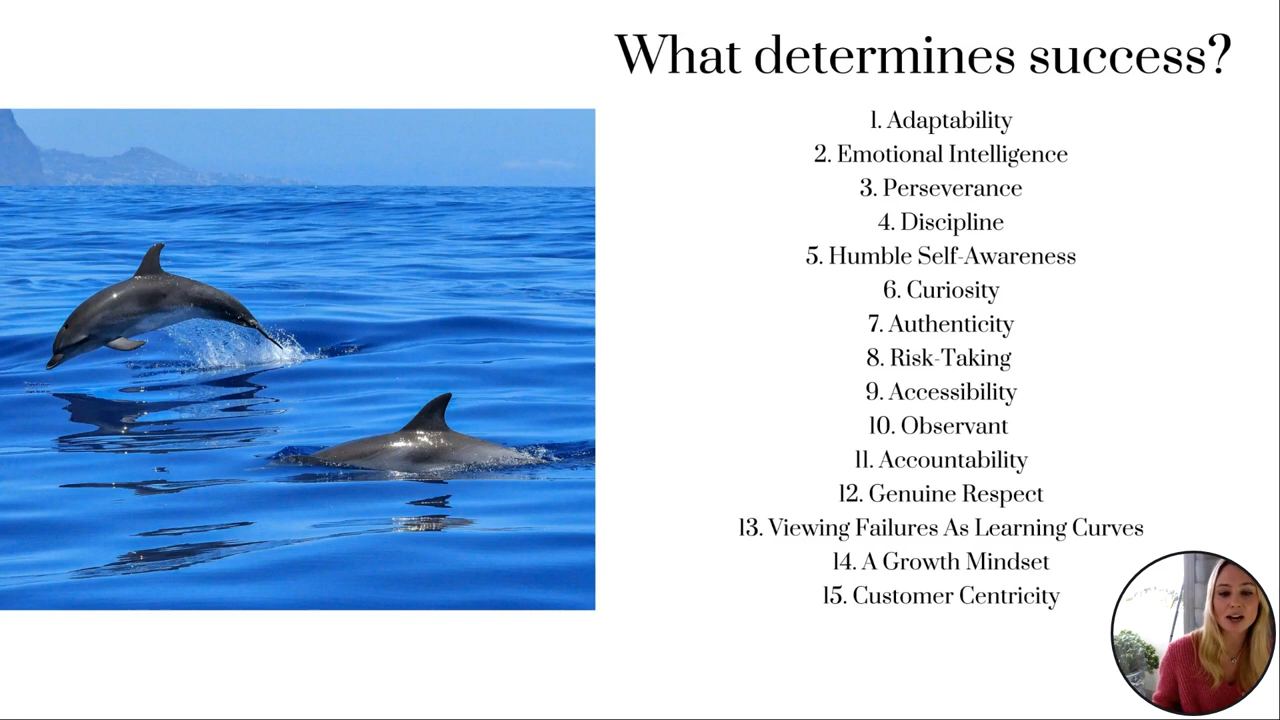 What determines success?
1. Adaptability
2. Emotional Intelligence
3. Perseverance
4. Discipline
5. Humble Self-Awareness
6. Curiosity
7. Authenticity
8. Risk-Taking
9. Accessibility
10. Observant
11. Accountability
12. Genuine Respect
13. Viewing Failures As Learning Curves
14. A Growth Mindset
15. Customer Centricity